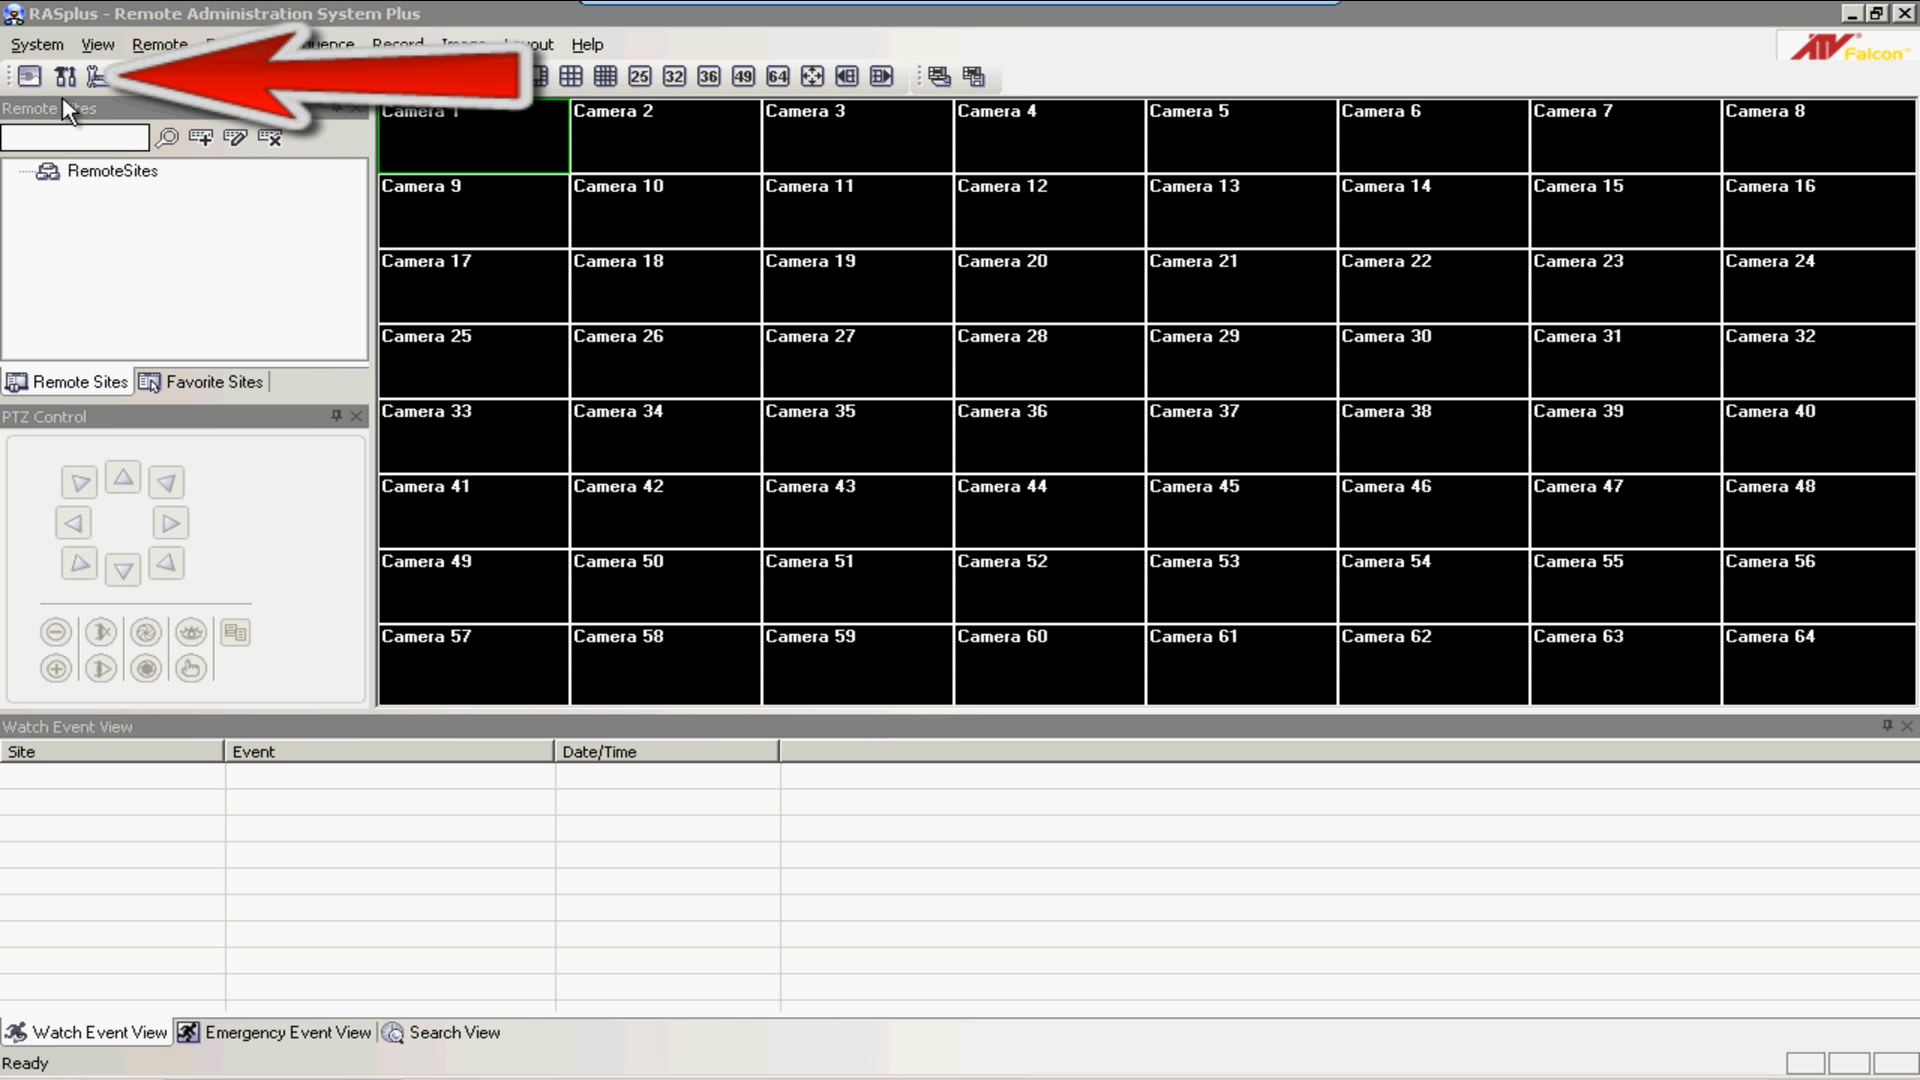 RASplus - Remote Administration System Plus
System View Remote Record Help
ATV Falcon™
25 32 36 49 64
Remote Sites
RemoteSites
Remote Sites Favorite Sites
PTZ Control
Camera 1 Camera 2 Camera 3 Camera 4 Camera 5 Camera 6 Camera 7 Camera 8
Camera 9 Camera 10 Camera 11 Camera 12 Camera 13 Camera 14 Camera 15 Camera 16
Camera 17 Camera 18 Camera 19 Camera 20 Camera 21 Camera 22 Camera 23 Camera 24
Camera 25 Camera 26 Camera 27 Camera 28 Camera 29 Camera 30 Camera 31 Camera 32
Camera 33 Camera 34 Camera 35 Camera 36 Camera 37 Camera 38 Camera 39 Camera 40
Camera 41 Camera 42 Camera 43 Camera 44 Camera 45 Camera 46 Camera 47 Camera 48
Camera 49 Camera 50 Camera 51 Camera 52 Camera 53 Camera 54 Camera 55 Camera 56
Camera 57 Camera 58 Camera 59 Camera 60 Camera 61 Camera 62 Camera 63 Camera 64
Watch Event View
Site Event Date/Time
Watch Event View Emergency Event View Search View
Ready